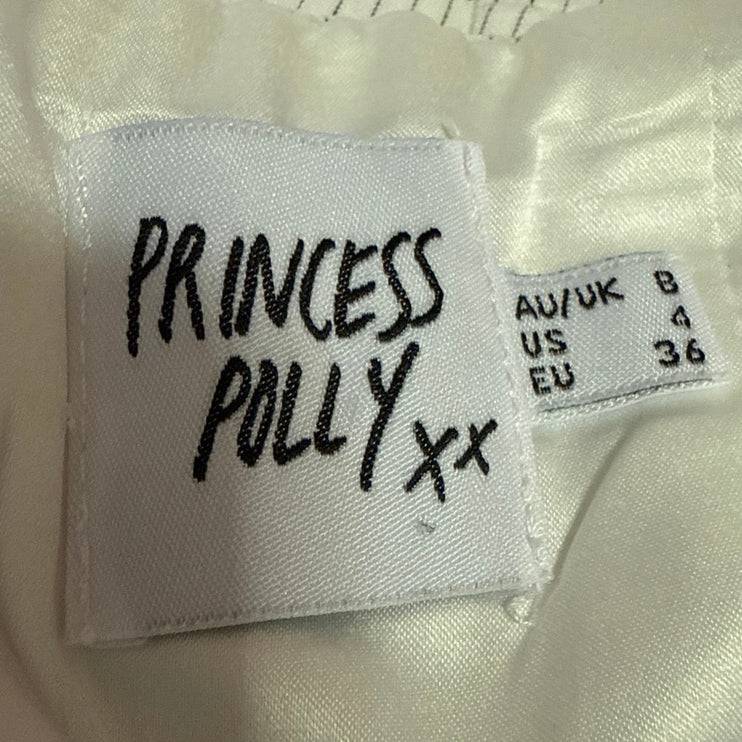 PRINCESS
POLLY xx
AU/UK 8
US 4
EU 36